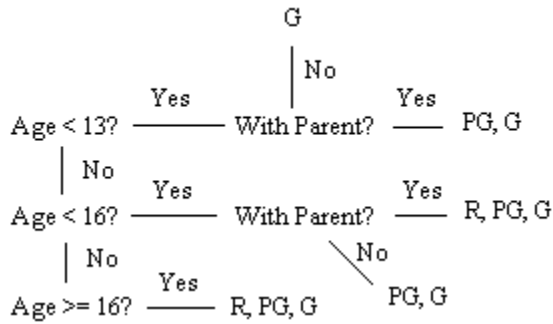 G
No
Age < 13? Yes With Parent? Yes PG, G
No
Age < 16? Yes With Parent? Yes R, PG, G
No No
Age >= 16? Yes R, PG, G PG, G